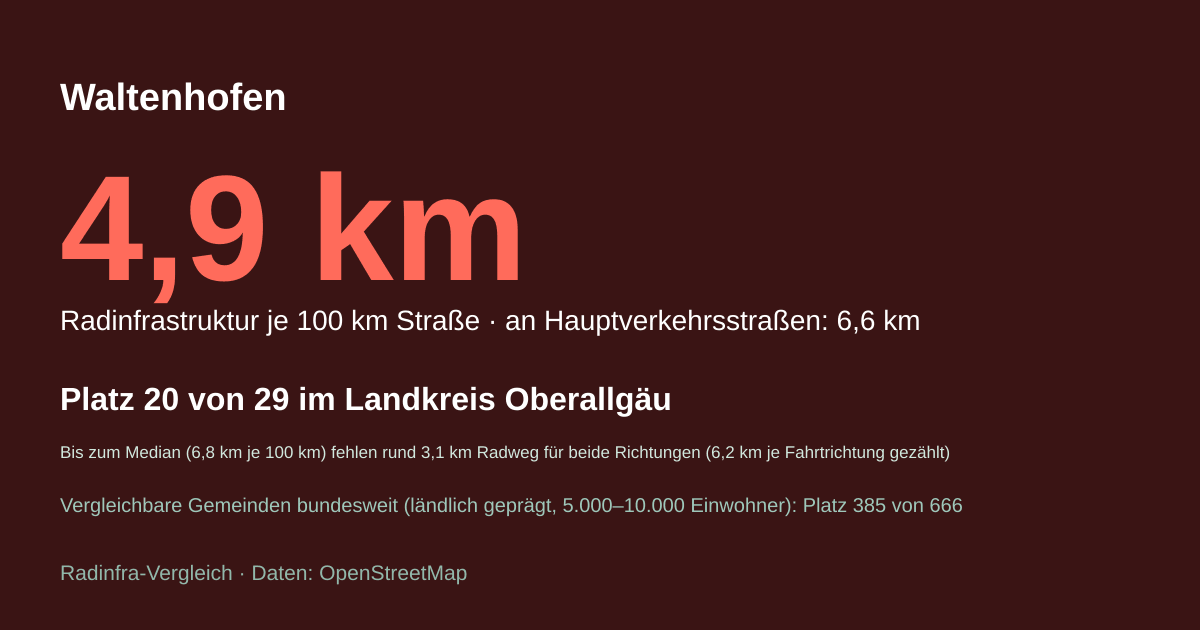 Waltenhofen
4,9 km
Radinfrastruktur je 100 km Straße · an Hauptverkehrsstraßen: 6,6 km
Platz 20 von 29 im Landkreis Oberallgäu
Bis zum Median (6,8 km je 100 km) fehlen rund 3,1 km Radweg für beide Richtungen (6,2 km je Fahrtrichtung gezählt)
Vergleichbare Gemeinden bundesweit (ländlich geprägt, 5.000–10.000 Einwohner): Platz 385 von 666
Radinfra-Vergleich · Daten: OpenStreetMap